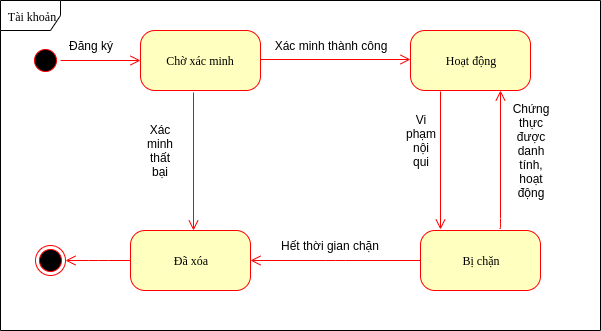 Tài khoản
Đăng ký
Chờ xác minh
Xác minh thành công
Hoạt động
Xác
minh
thất
bại
Vi
phạm
nội
qui
Chứng
thực
được
danh
tính,
hoạt
động
Đã xóa
Hết thời gian chặn
Bị chặn